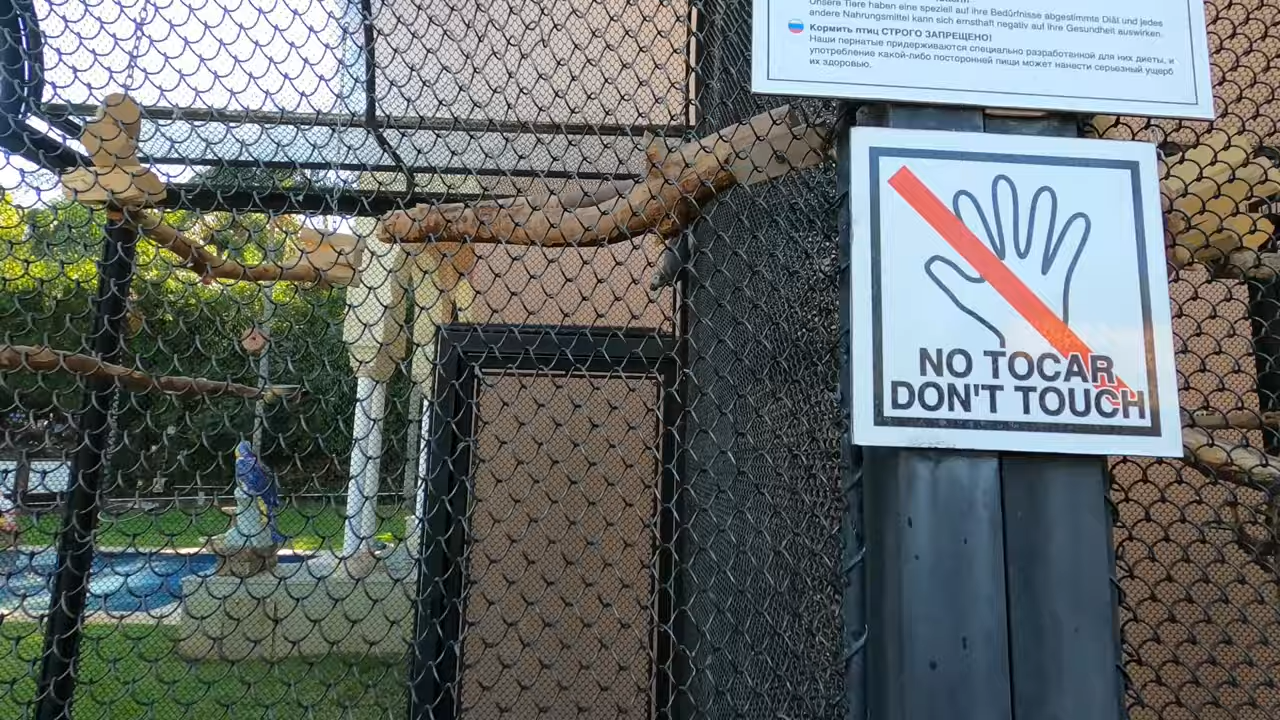 Unsere Tiere haben eine speziell auf ihre Bedürfnisse abgestimmte Diät und jedes
andere Nahrungsmittel kann sich ernsthaft negativ auf ihre Gesundheit auswirken.
Кормить птиц СТРОГО ЗАПРЕЩЕНО!
Наши пернатые придерживаются специально разработанной для них диеты, и
употребление какой-либо посторонней пищи может нанести серьезный ущерб
их здоровью.
NO TOCAR
DON'T TOUCH